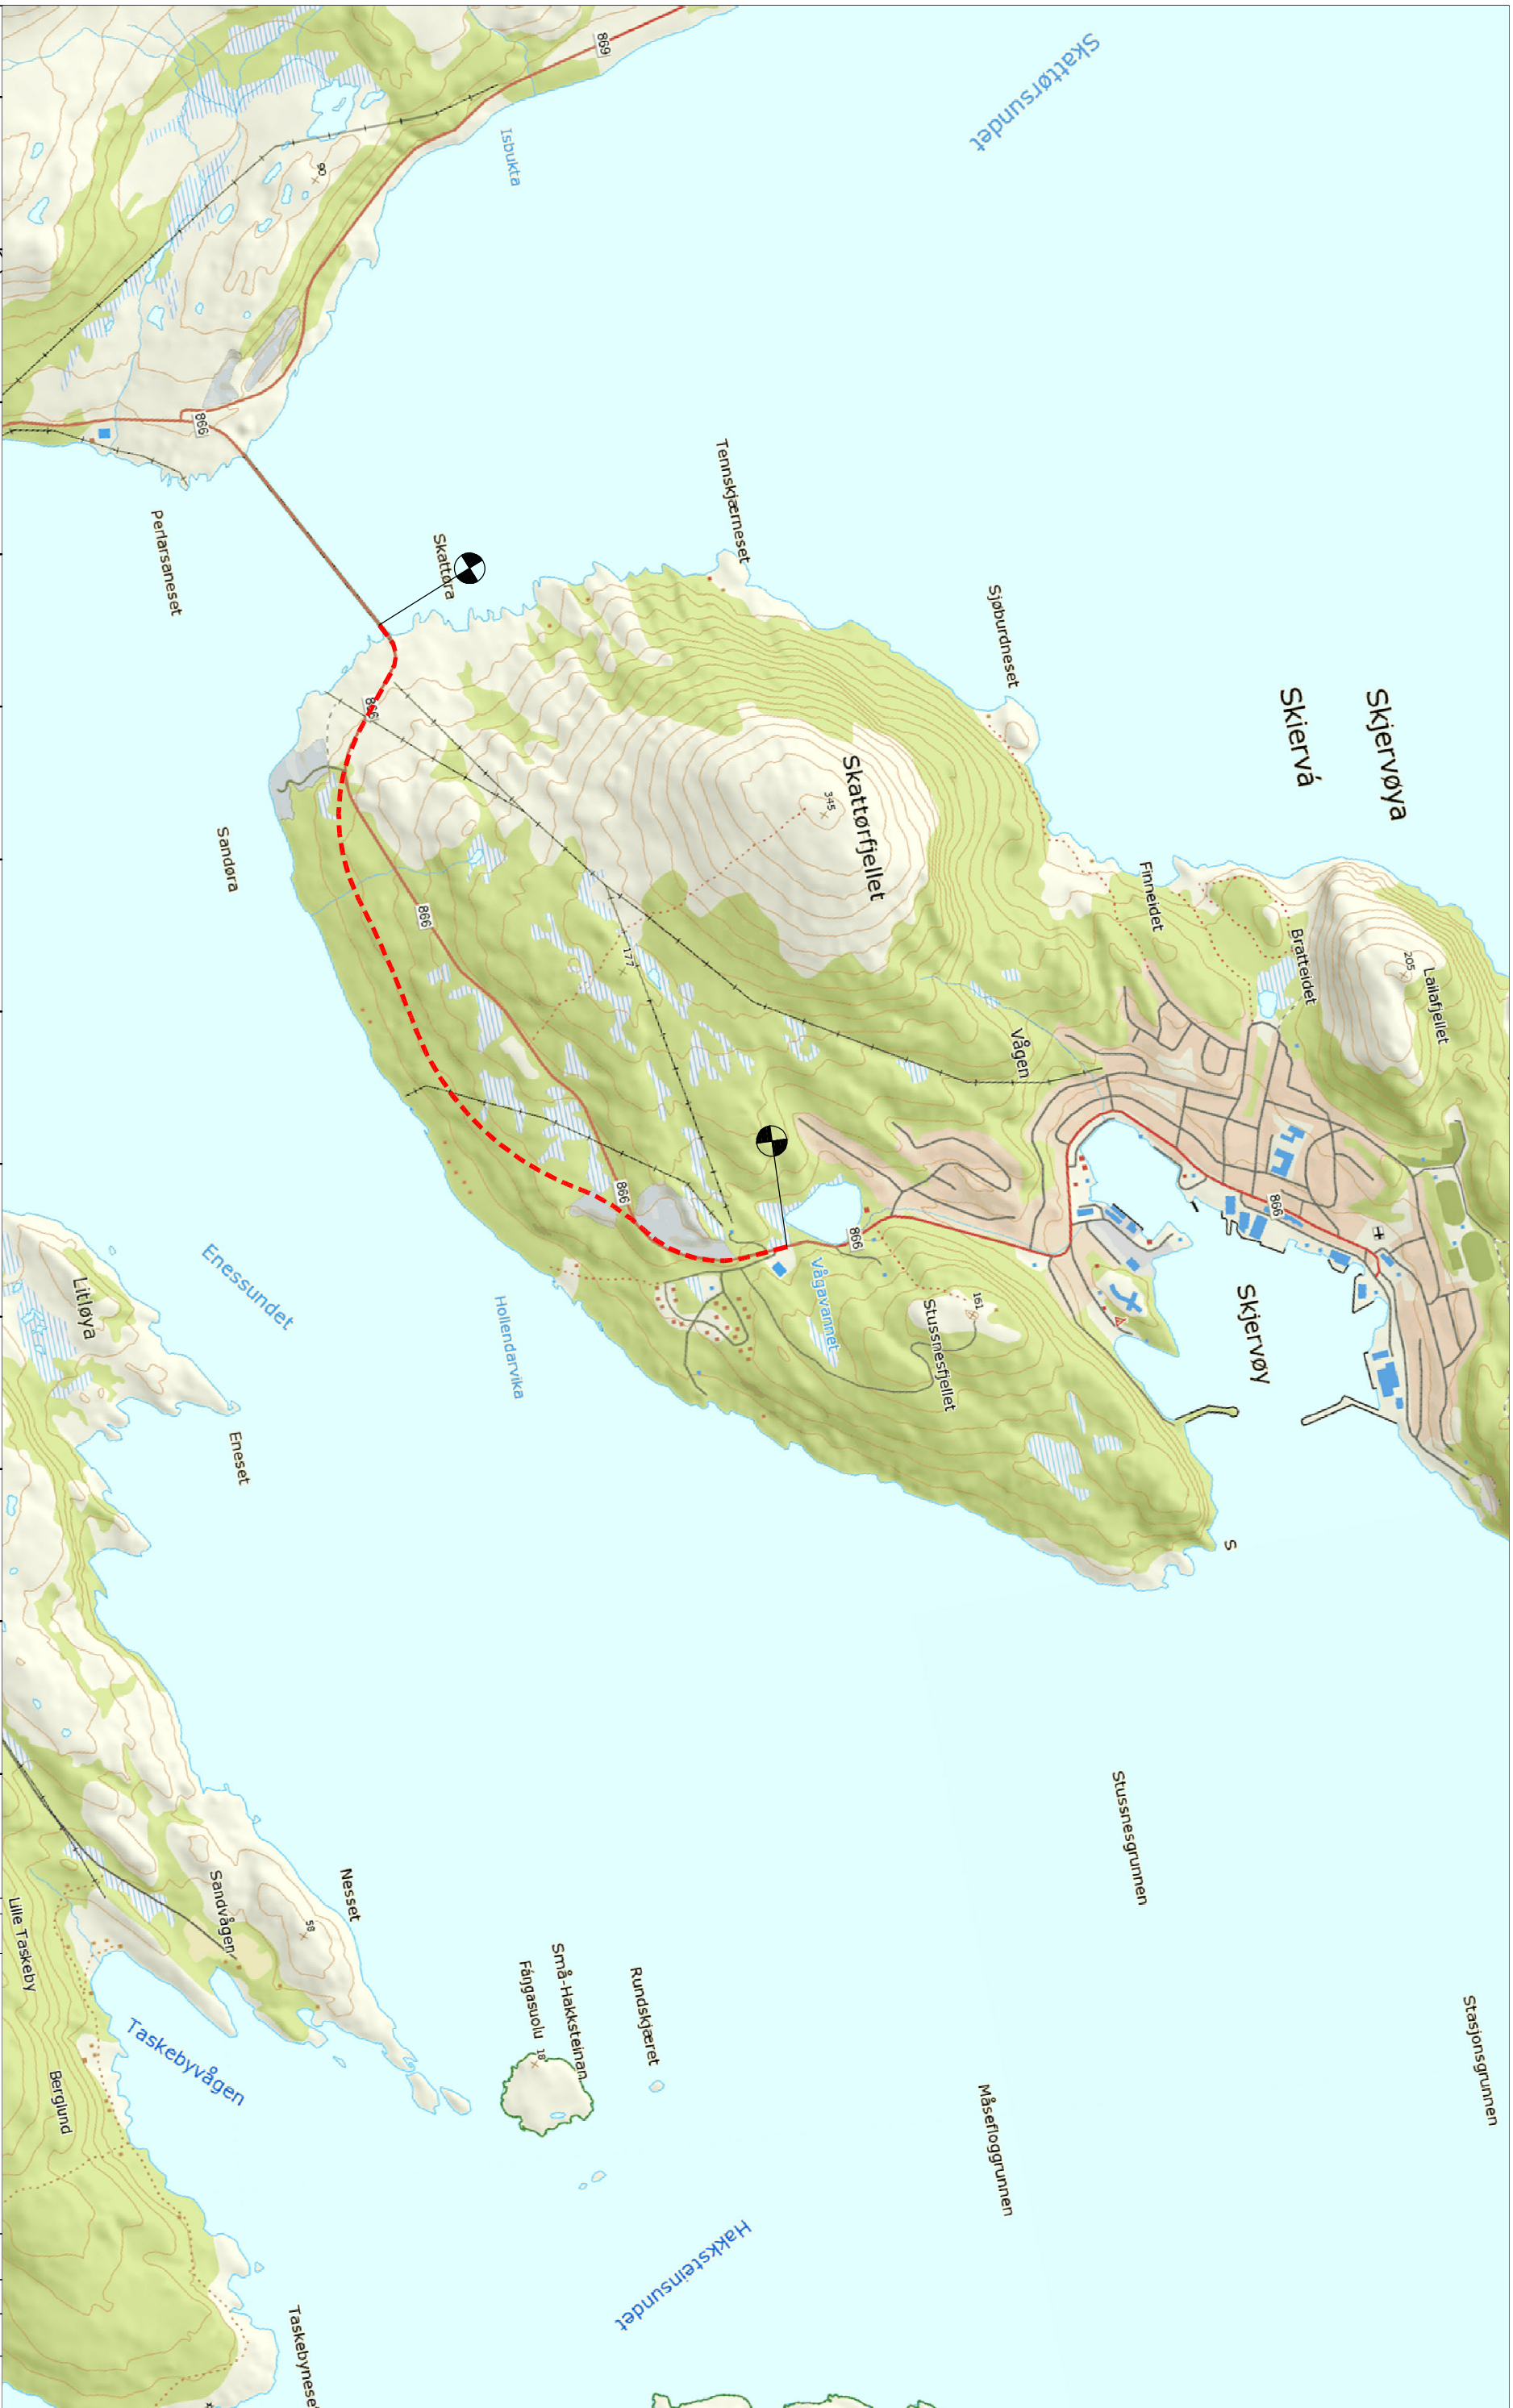 869
Skattørsundet
Isbukta
90
866
Perlarsaneset
Skattøra
Tennskjærneset
Sjøburdneset
Skjervøya
Skiervá
866
Skattørfjellet
345
Sandøra
866
177
Finneidet
Bratteidet
205
Lailafjellet
Vågen
866
866
866
Vågavannet
161
Stussnesfjellet
Skjervøy
Litløya
Enessundet
Hollendarvika
Eneset
S
Stussnesgrunnen
Nesset
58
Sandvågen
Lille Taskeby
Taskebyvågen
Berglund
Små-Hakksteinan
Fáŋgasuolu
18
Rundskjæret
Måsefloggrunnen
Stasjonsgrunnen
Hakksteinsundet
Taskebyneset